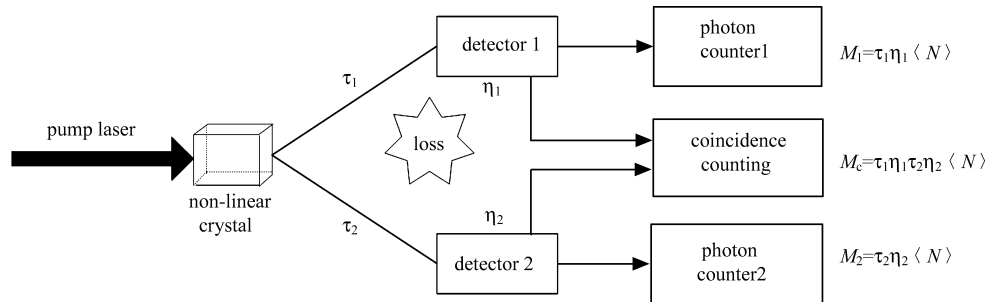 pump laser
non-linear
crystal
τ₁
τ₂
loss
detector 1
η₁
η₂
detector 2
photon
counter1
coincidence
counting
photon
counter2
M₁=τ₁η₁〈 N〉
M_c=τ₁η₁τ₂η₂〈 N〉
M₂=τ₂η₂〈 N〉